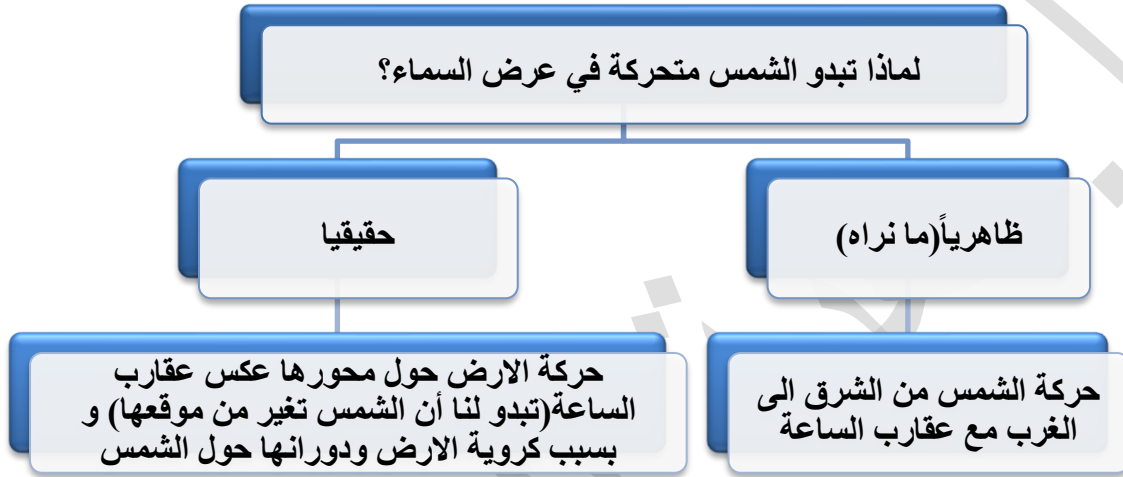 لماذا تبدو الشمس متحركة في عرض السماء؟
ظاهرياً(ما نراه)
حقيقيا
حركة الشمس من الشرق الى
الغرب مع عقارب الساعة
حركة الارض حول محورها عكس عقارب
الساعة(تبدو لنا أن الشمس تغير من موقعها) و
بسبب كروية الارض ودورانها حول الشمس